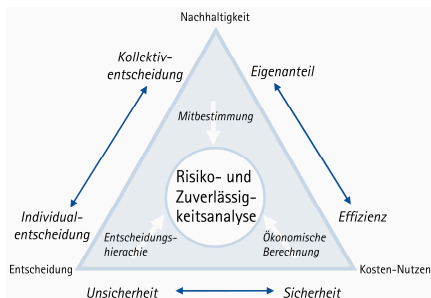 Nachhaltigkeit
Kollektiv-
entscheidung
Eigenanteil
Mitbestimmung
Risiko- und
Zuverlässig-
keitsanalyse
Individual-
entscheidung
Effizienz
Entscheidungs-
hierachie
Ökonomische
Berechnung
Entscheidung
Kosten-Nutzen
Unsicherheit
Sicherheit